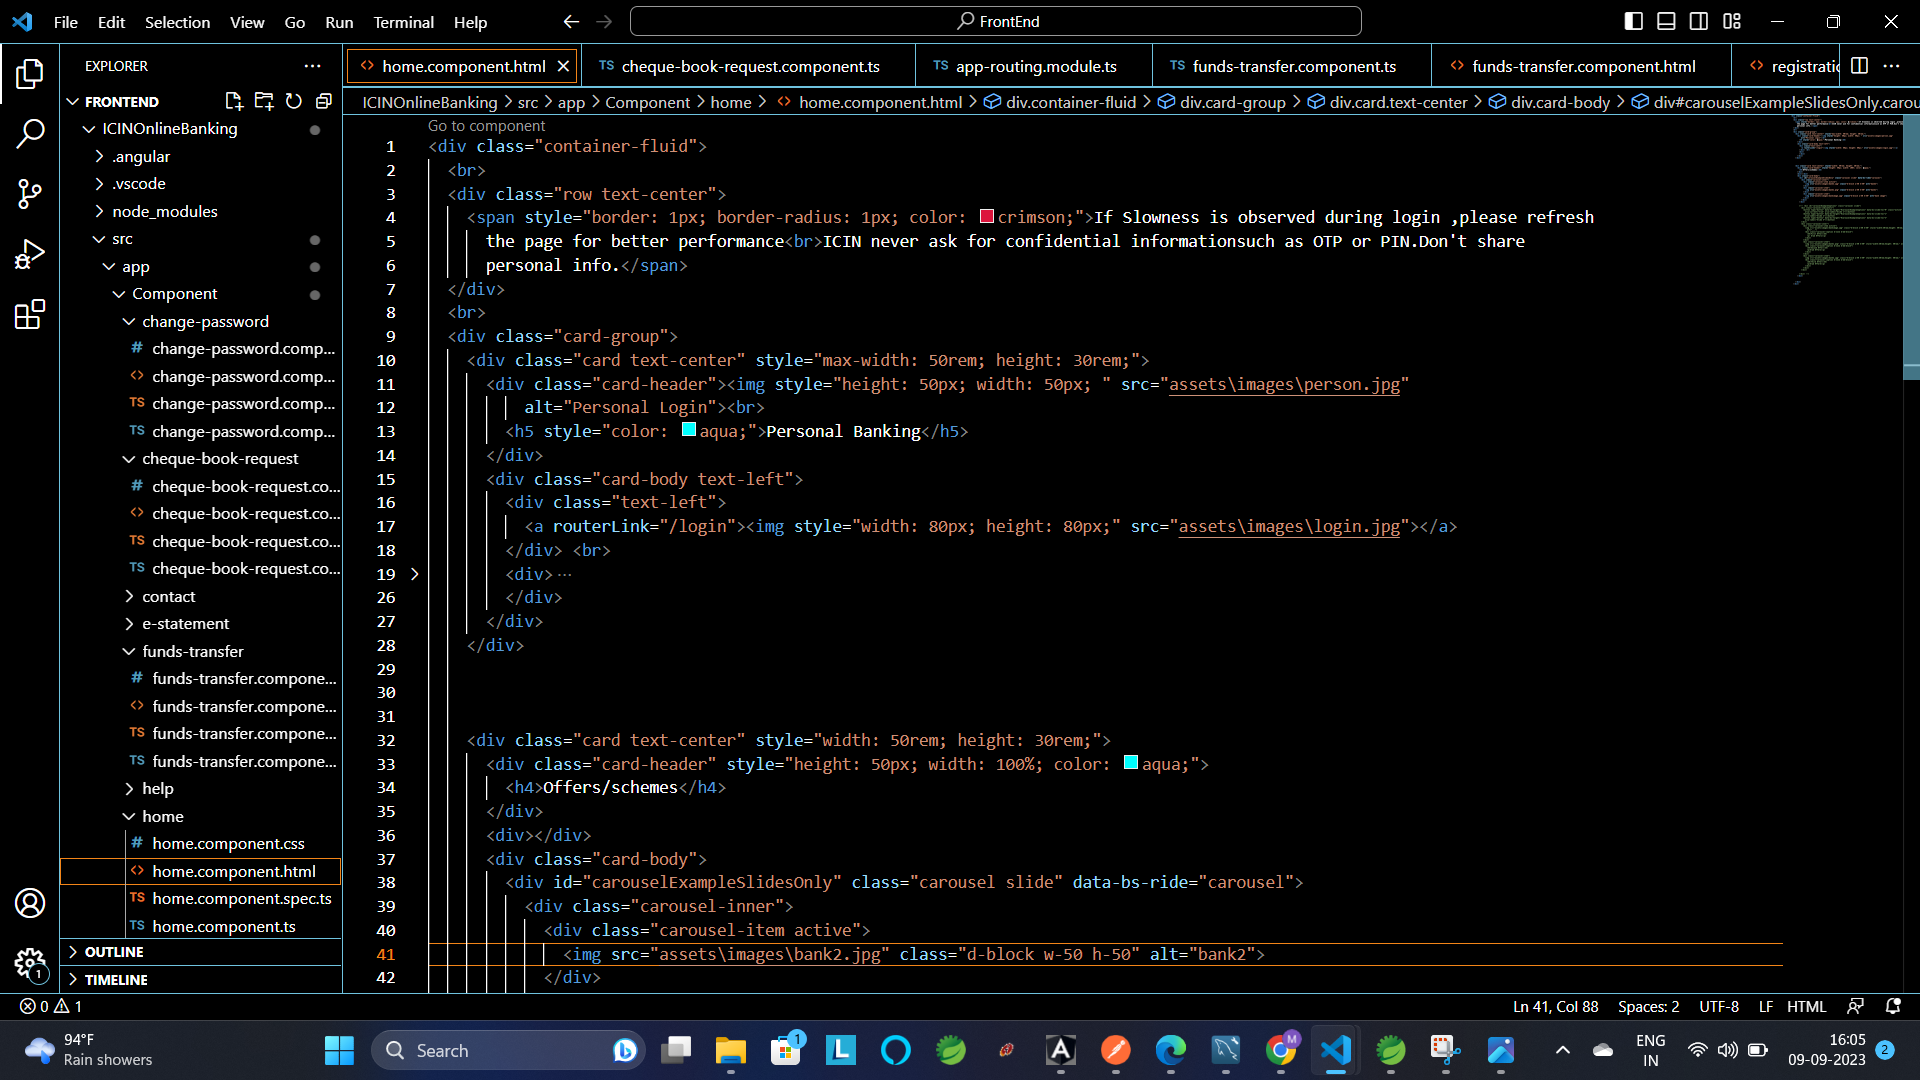 File Edit Selection View Go Run Terminal Help
FrontEnd
EXPLORER
FRONTEND
ICINOnlineBanking
.angular
.vscode
node_modules
src
app
Component
change-password
change-password.comp...
change-password.comp...
TS change-password.comp...
TS change-password.comp...
cheque-book-request
cheque-book-request.co...
cheque-book-request.co...
TS cheque-book-request.co...
TS cheque-book-request.co...
contact
e-statement
funds-transfer
funds-transfer.compone...
funds-transfer.compone...
TS funds-transfer.compone...
TS funds-transfer.compone...
help
home
# home.component.css
<> home.component.html
TS home.component.spec.ts
TS home.component.ts
OUTLINE
TIMELINE
home.component.html
TS cheque-book-request.component.ts
TS app-routing.module.ts
TS funds-transfer.component.ts
funds-transfer.component.html
registratio
ICINOnlineBanking > src > app > Component > home > home.component.html > div.container-fluid > div.card-group > div.card.text-center > div.card-body > div#carouselExampleSlidesOnly.carou
Go to component
1 <div class="container-fluid">
2 <br>
3 <div class="row text-center">
4 <span style="border: 1px; border-radius: 1px; color: crimson;">If Slowness is observed during login ,please refresh
5 the page for better performance<br>ICIN never ask for confidential informationsuch as OTP or PIN.Don't share
6 personal info.</span>
7 </div>
8 <br>
9 <div class="card-group">
10 <div class="card text-center" style="max-width: 50rem; height: 30rem;">
11 <div class="card-header"><img style="height: 50px; width: 50px; " src="assets\images\person.jpg"
12 alt="Personal Login"><br>
13 <h5 style="color: aqua;">Personal Banking</h5>
14 </div>
15 <div class="card-body text-left">
16 <div class="text-left">
17 <a routerLink="/login"><img style="width: 80px; height: 80px;" src="assets\images\login.jpg"></a>
18 </div> <br>
19 <div>···
26 </div>
27 </div>
28 </div>
29
30
31
32 <div class="card text-center" style="width: 50rem; height: 30rem;">
33 <div class="card-header" style="height: 50px; width: 100%; color: aqua;">
34 <h4>Offers/schemes</h4>
35 </div>
36 <div></div>
37 <div class="card-body">
38 <div id="carouselExampleSlidesOnly" class="carousel slide" data-bs-ride="carousel">
39 <div class="carousel-inner">
40 <div class="carousel-item active">
41 <img src="assets\images\bank2.jpg" class="d-block w-50 h-50" alt="bank2">
42 </div>
1
0 1
Ln 41, Col 88 Spaces: 2 UTF-8 LF HTML
94°F
Rain showers
Search
1
L
A
M
ENG
IN
16:05
09-09-2023
2